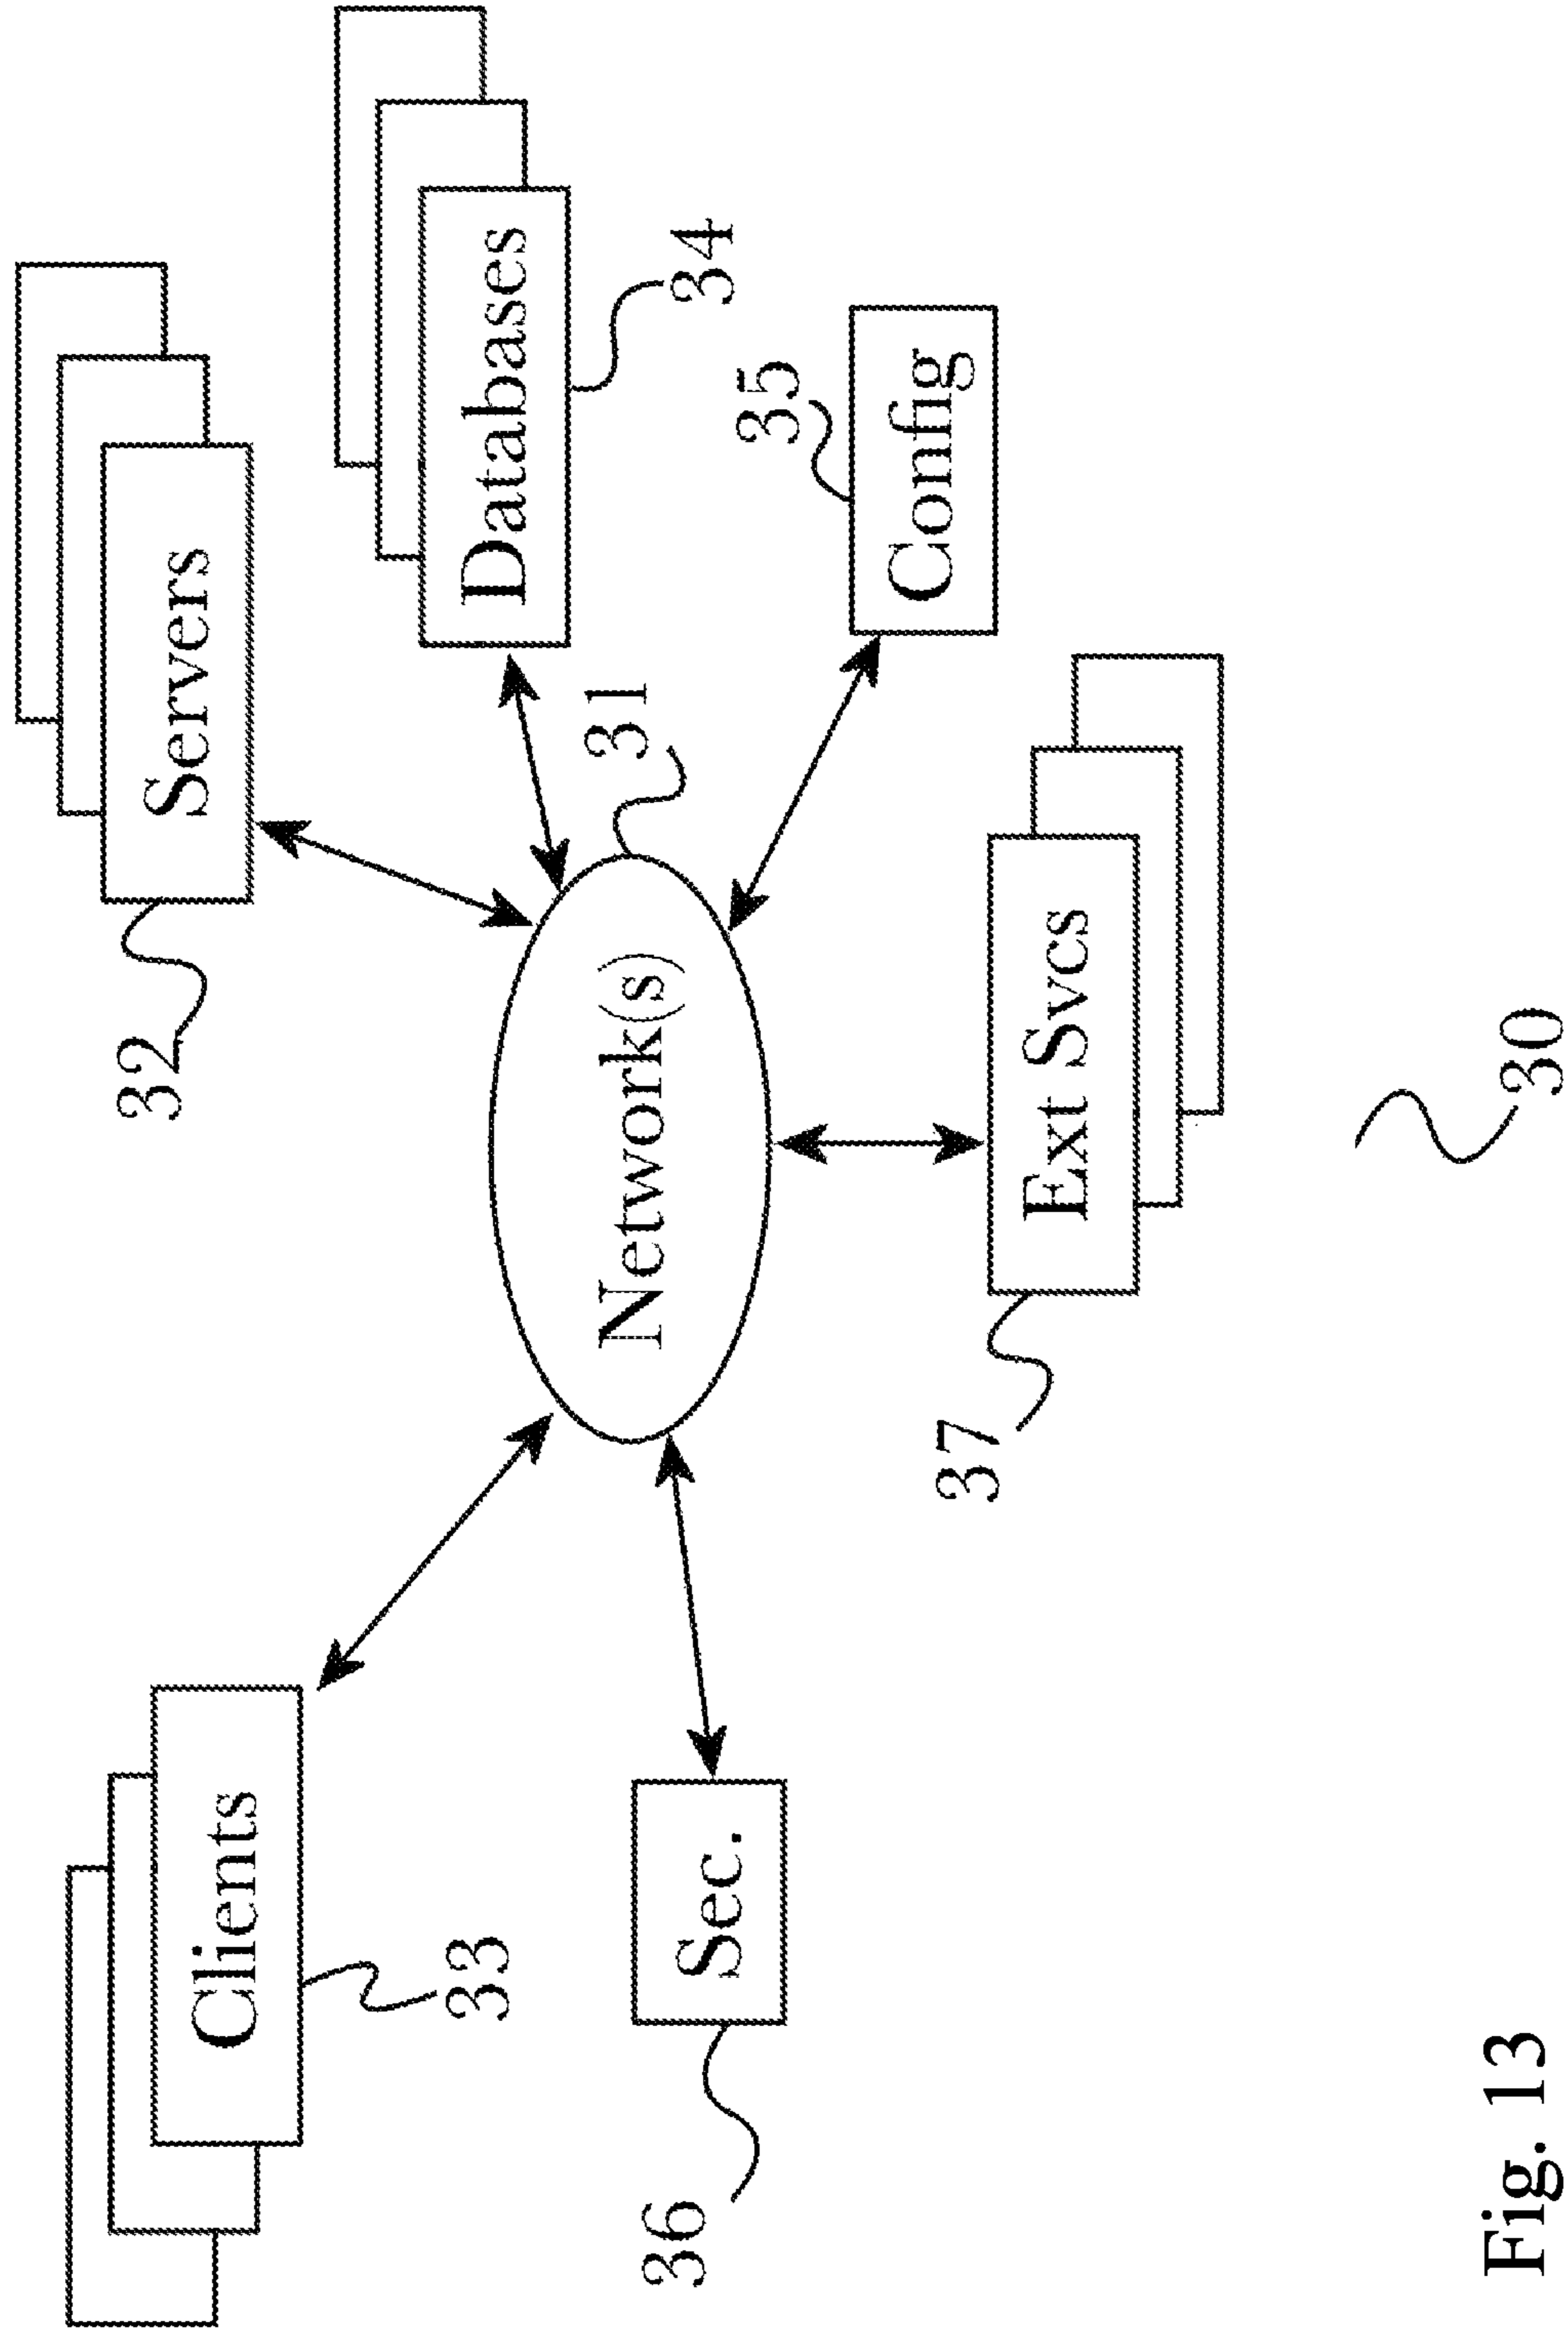 Servers
32
Clients
33
Databases
34
Network(s)
31
35
Config
Sec.
36
Ext Svcs
37
30
Fig. 13